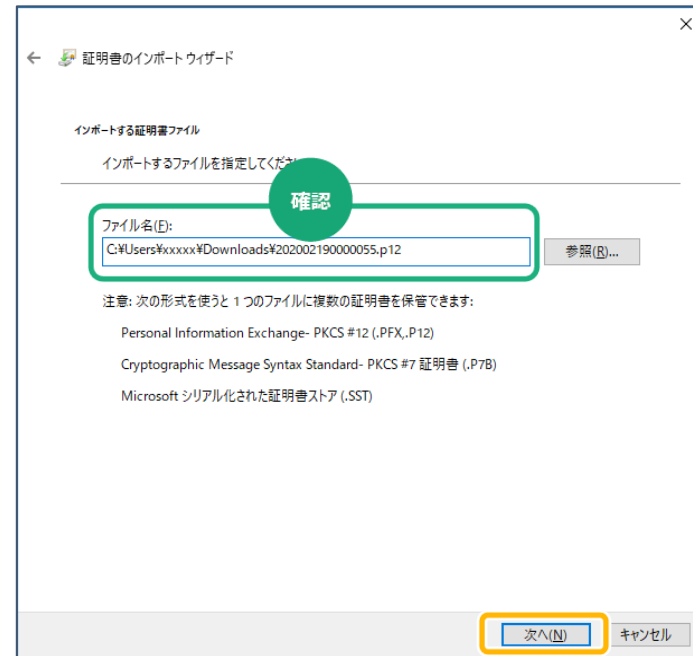 証明書のインポート ウィザード
インポートする証明書ファイル
インポートするファイルを指定してくだ
確認
ファイル名(F):
C:¥Users¥xxxxx¥Downloads¥202002190000055.p12
参照(R)...
注意: 次の形式を使うと 1 つのファイルに複数の証明書を保管できます:
Personal Information Exchange- PKCS #12 (.PFX,.P12)
Cryptographic Message Syntax Standard- PKCS #7 証明書 (.P7B)
Microsoft シリアル化された証明書ストア (.SST)
次へ(N)
キャンセル